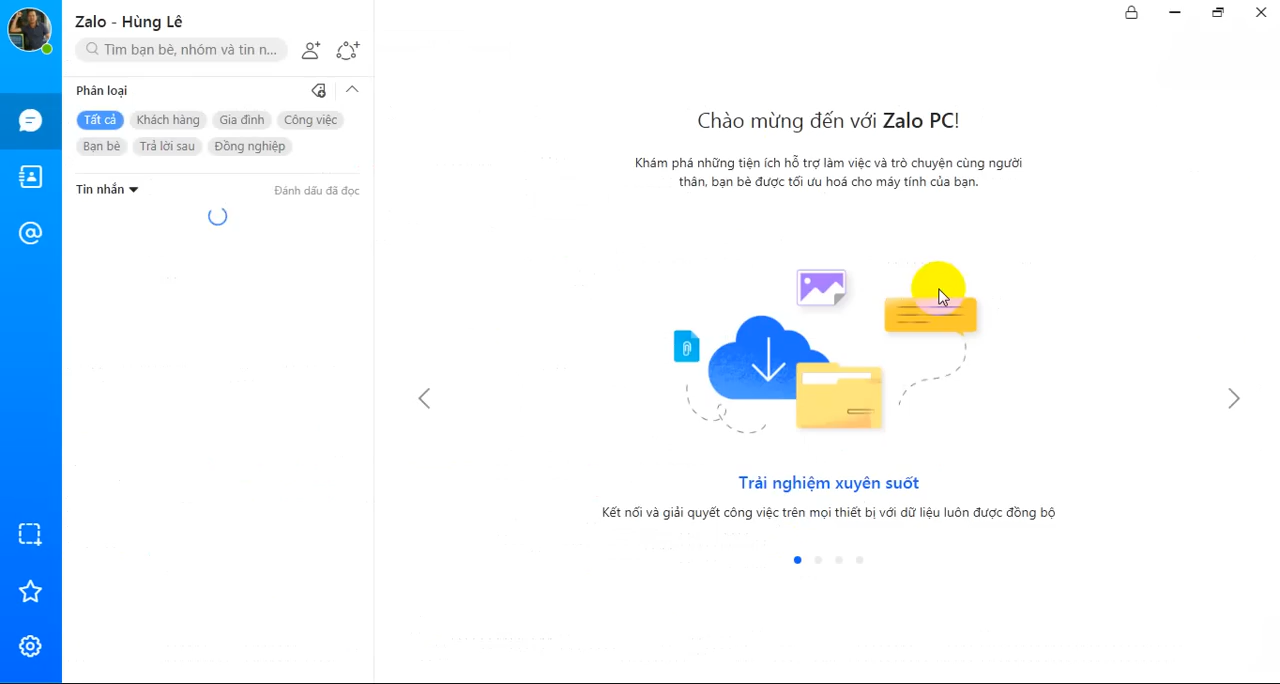 Zalo - Hùng Lê
Tìm bạn bè, nhóm và tin n...
Phân loại
Tất cả Khách hàng Gia đình Công việc
Bạn bè Trả lời sau Đồng nghiệp
Tin nhắn Đánh dấu đã đọc
Chào mừng đến với Zalo PC!
Khám phá những tiện ích hỗ trợ làm việc và trò chuyện cùng người
thân, bạn bè được tối ưu hoá cho máy tính của bạn.
Trải nghiệm xuyên suốt
Kết nối và giải quyết công việc trên mọi thiết bị với dữ liệu luôn được đồng bộ